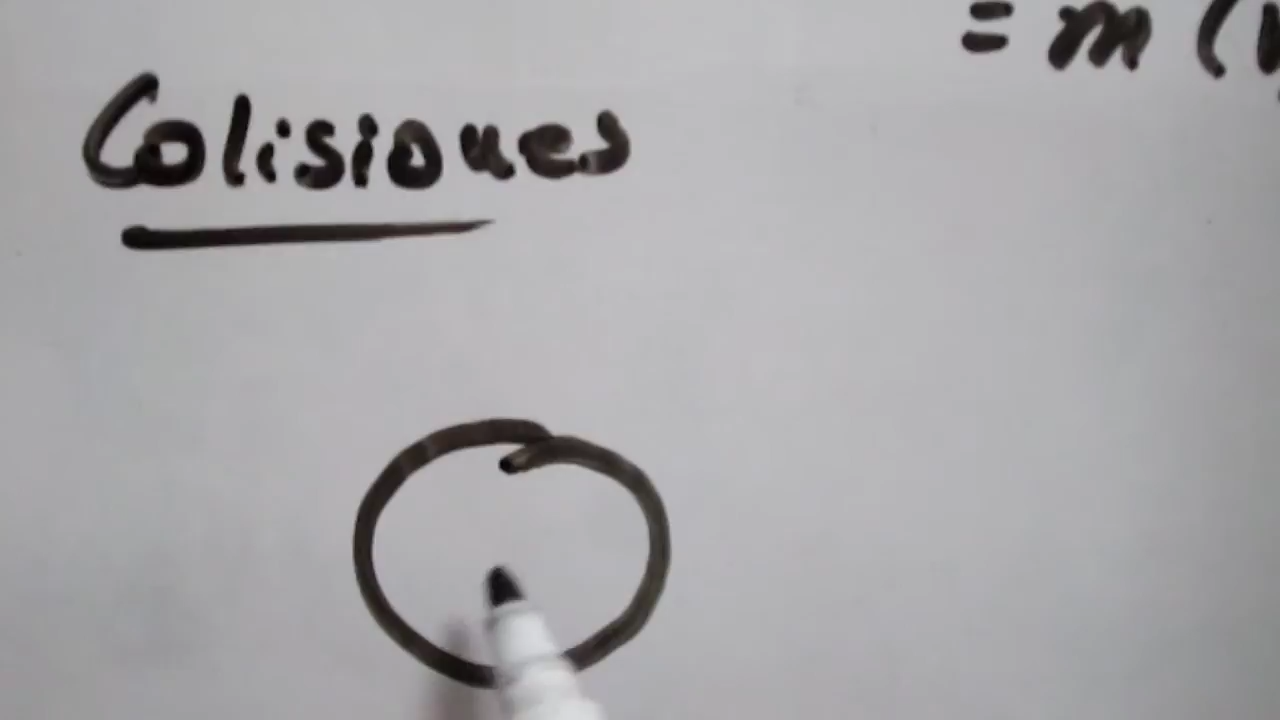 = m (
Colisiones